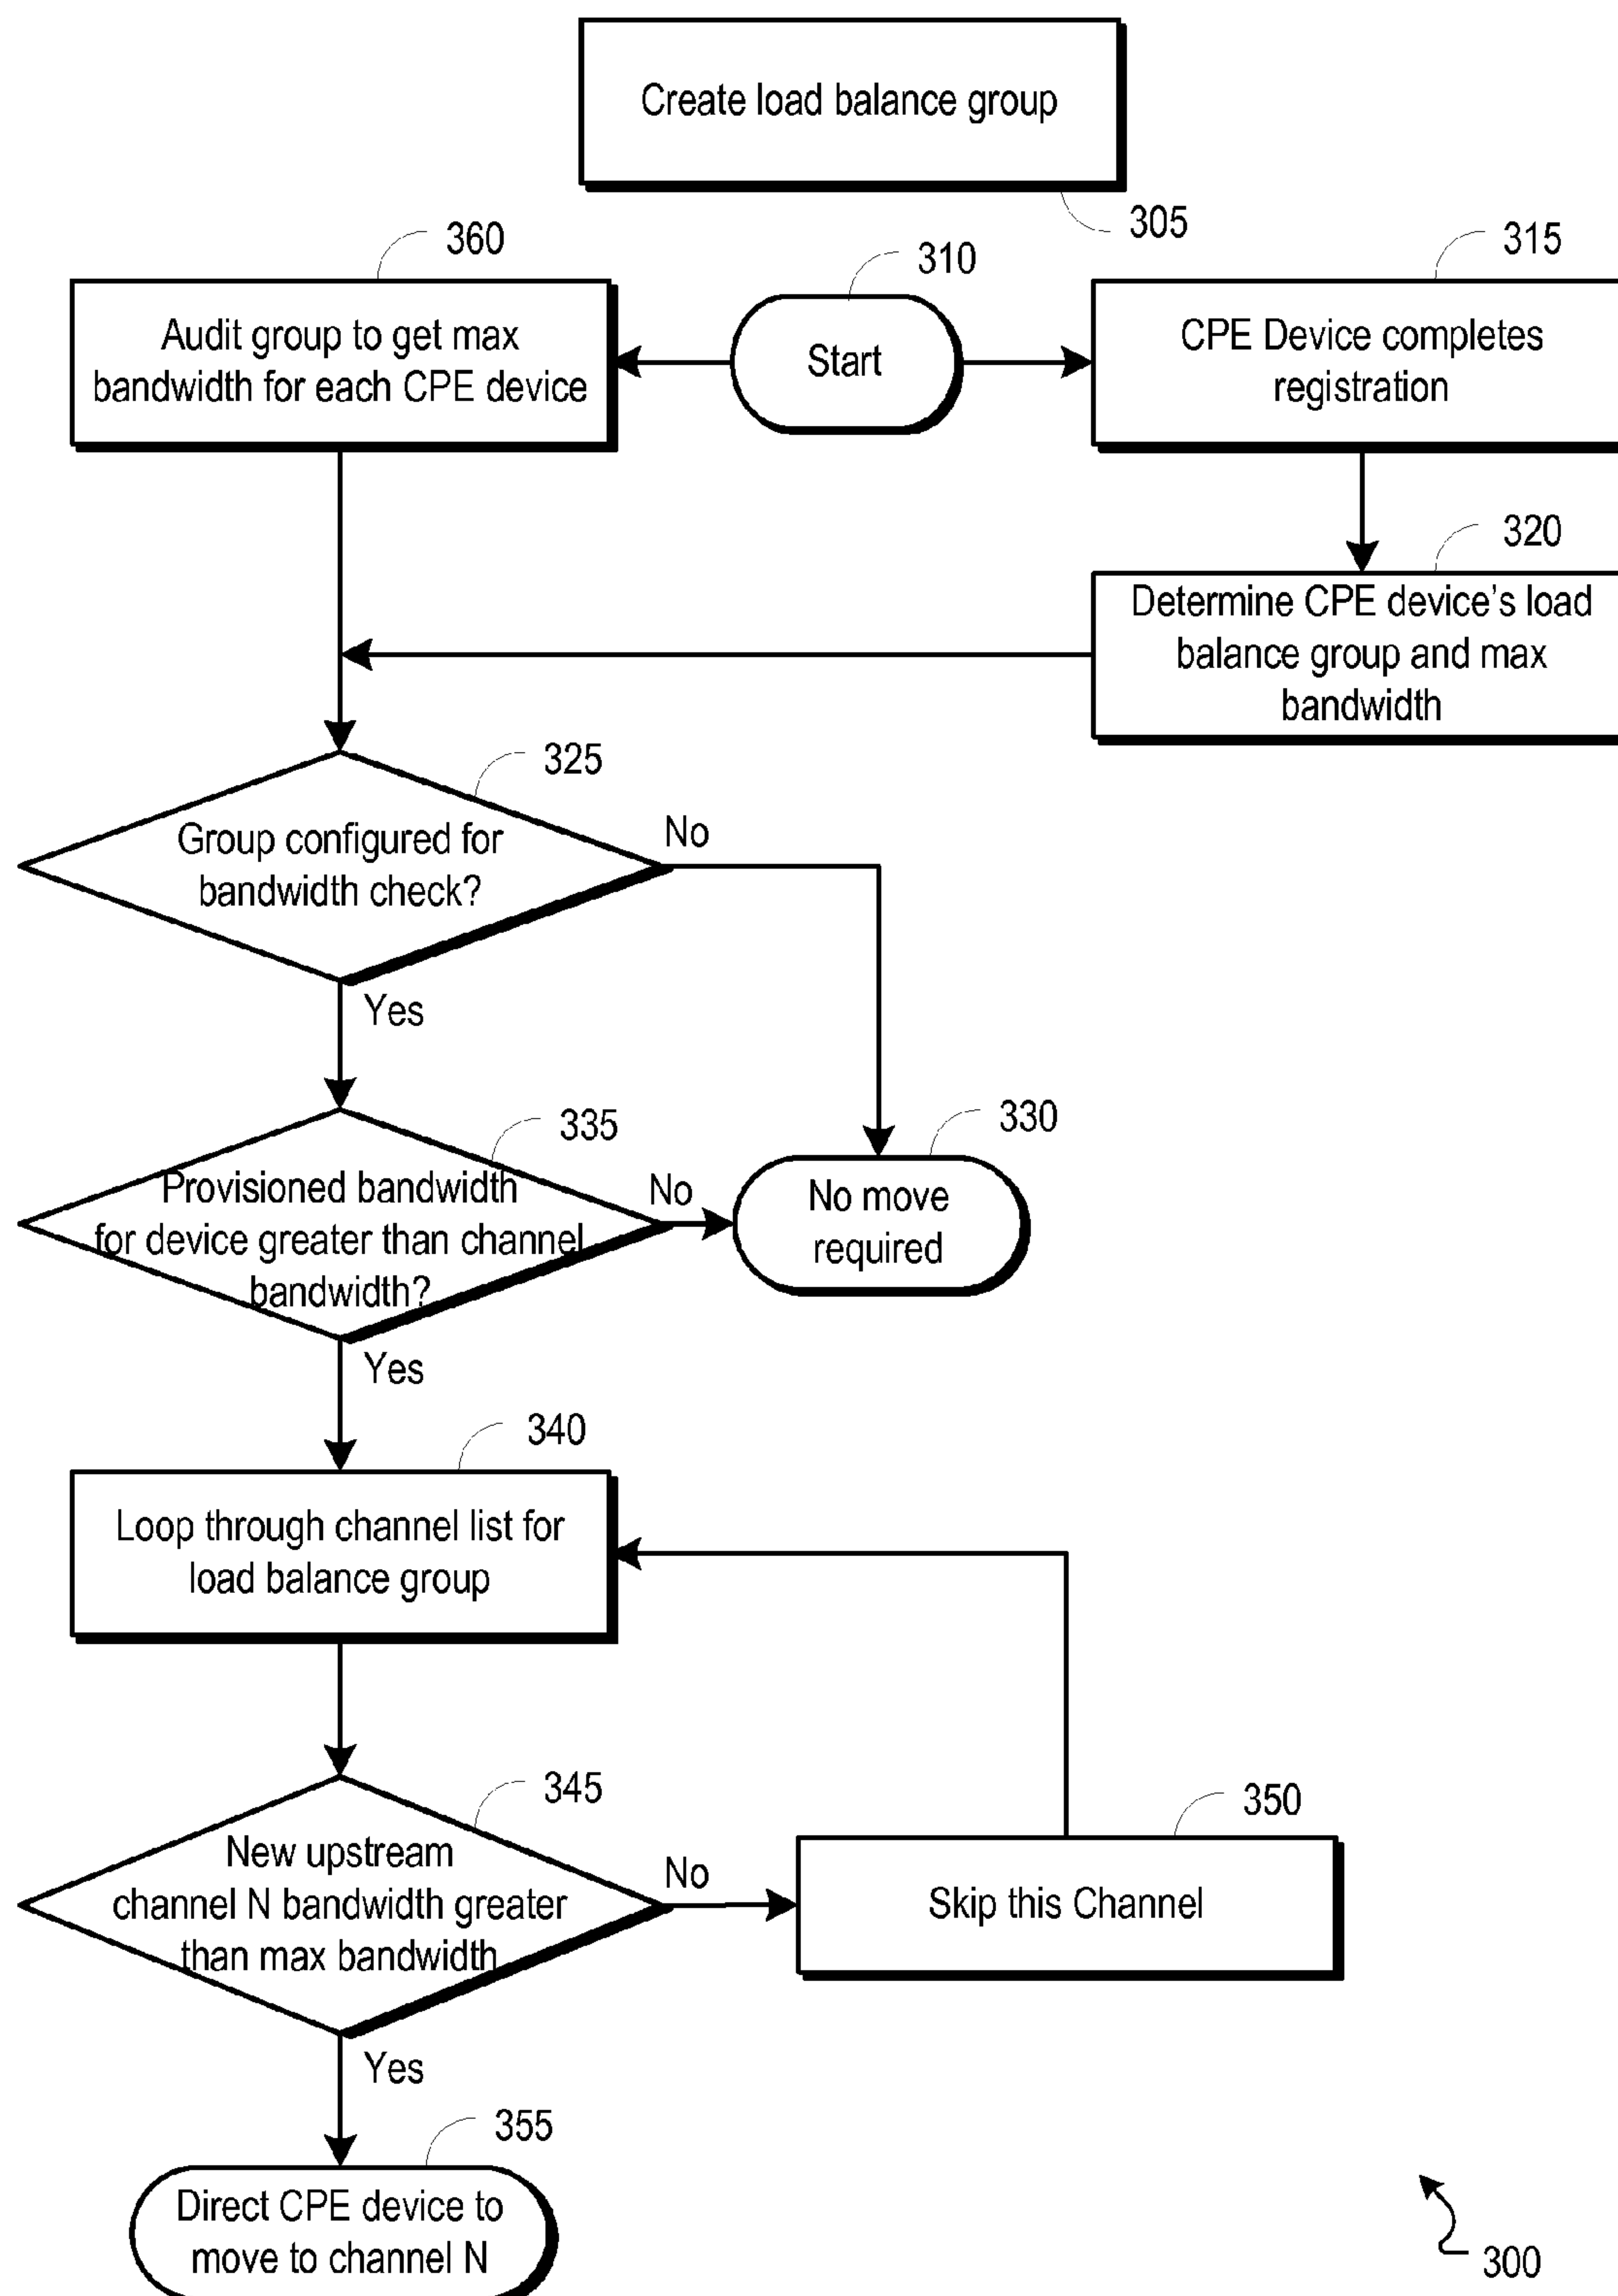 Create load balance group
305
360
310
315
Audit group to get max
bandwidth for each CPE device
Start
CPE Device completes
registration
320
Determine CPE device's load
balance group and max
bandwidth
325
Group configured for
bandwidth check?
No
Yes
335
330
Provisioned bandwidth
for device greater than channel
bandwidth?
No
No move
required
Yes
340
Loop through channel list for
load balance group
345
350
New upstream
channel N bandwidth greater
than max bandwidth
No
Skip this Channel
Yes
355
Direct CPE device to
move to channel N
300